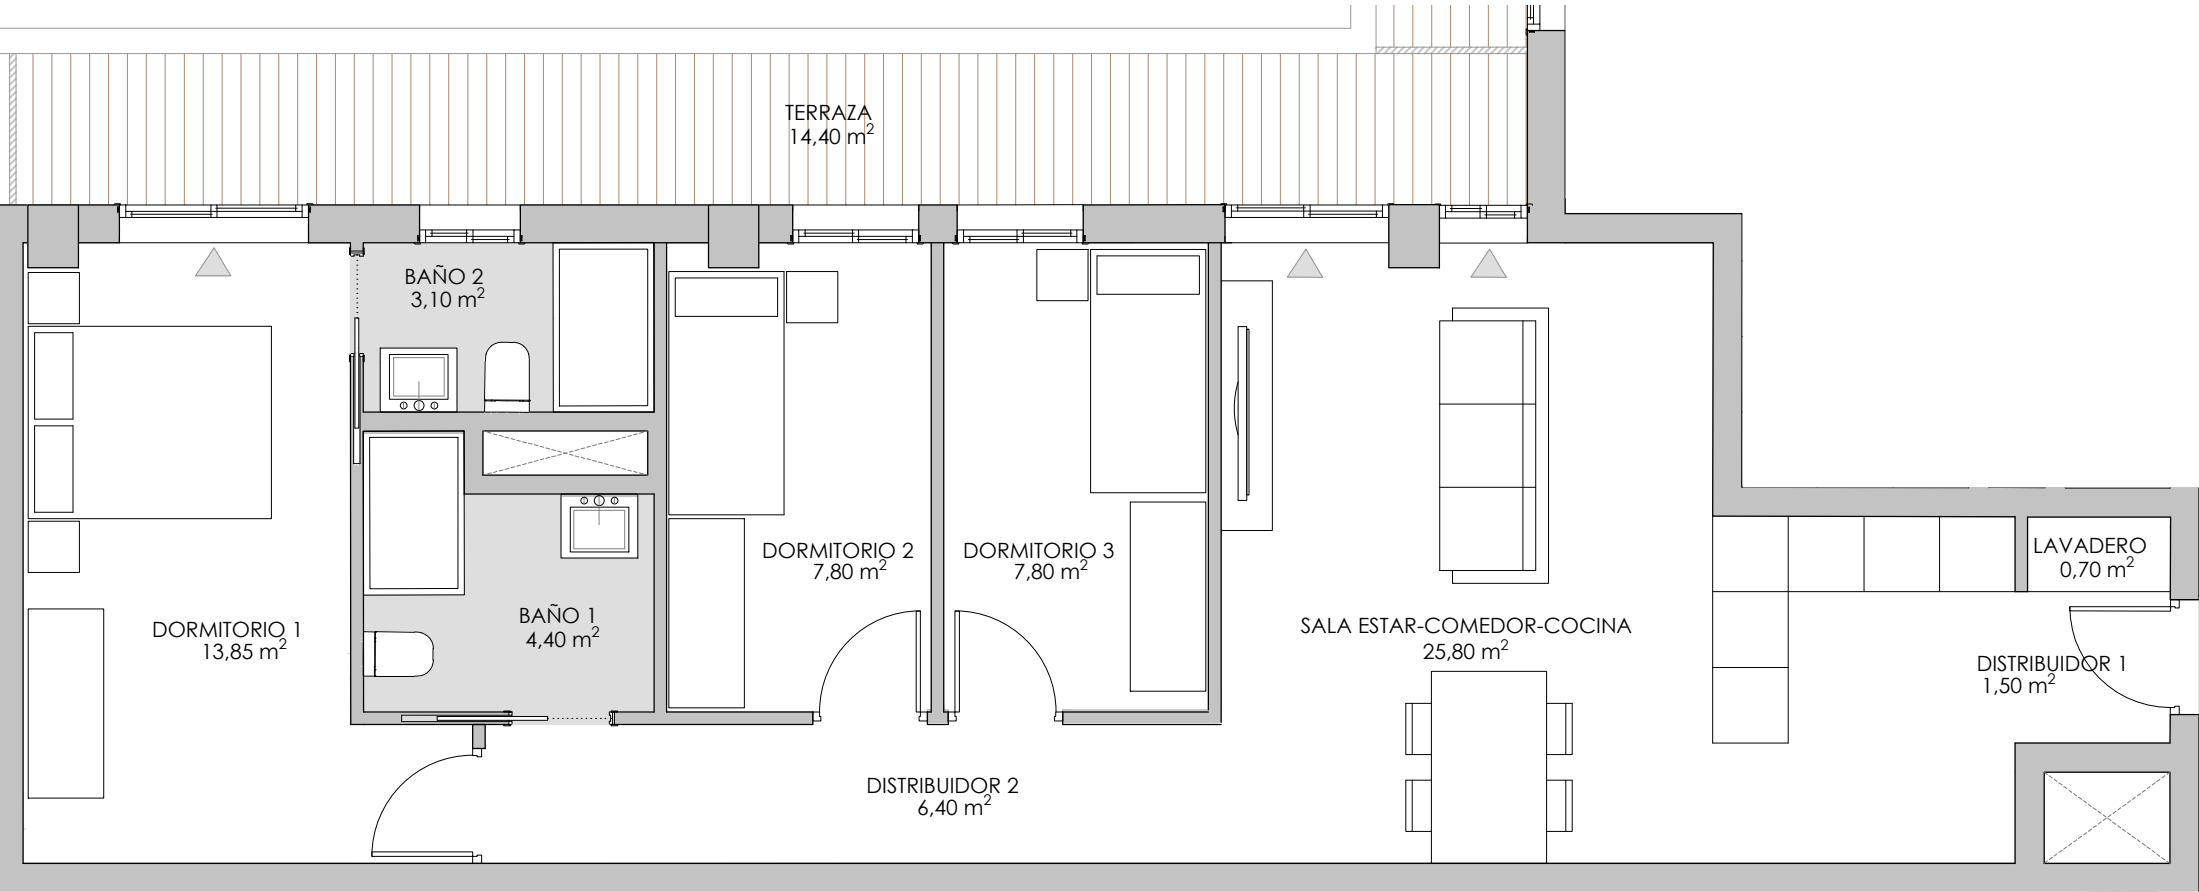 TERRAZA
14,40 m²
BAÑO 2
3,10 m²
DORMITORIO 2
7,80 m²
DORMITORIO 3
7,80 m²
LAVADERO
0,70 m²
BAÑO 1
4,40 m²
DORMITORIO 1
13,85 m²
SALA ESTAR-COMEDOR-COCINA
25,80 m²
DISTRIBUIDOR 1
1,50 m²
DISTRIBUIDOR 2
6,40 m²